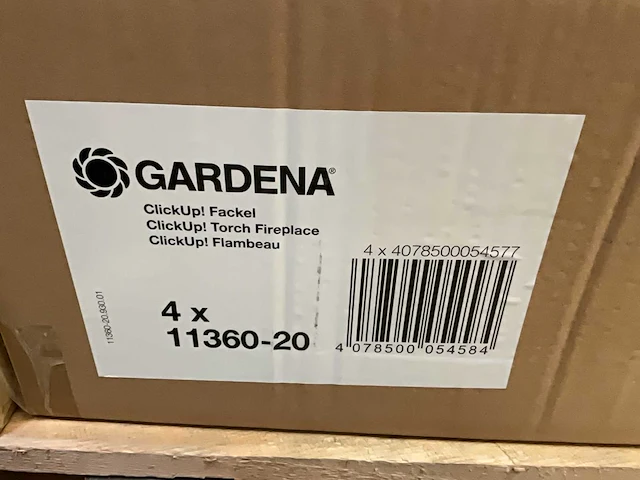 GARDENA®
ClickUp! Fackel
ClickUp! Torch Fireplace
ClickUp! Flambeau
4 x 4078500054577
4 x
11360-20
4 078500 054584
11360-20.930.01